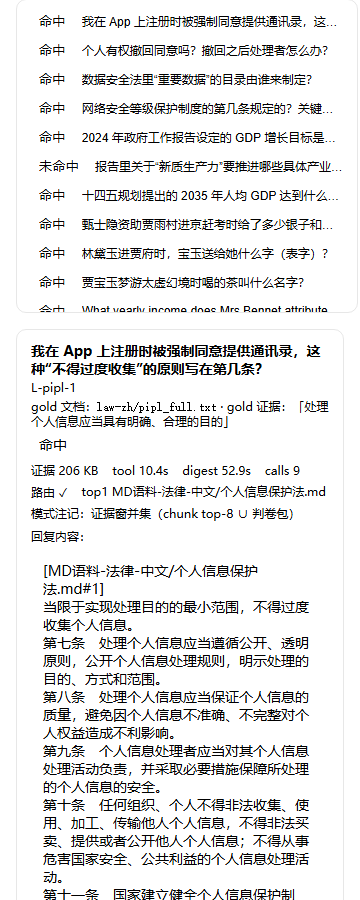 命中 我在 App 上注册时被强制同意提供通讯录，这...
命中 个人有权撤回同意吗？撤回之后处理者怎么办？
命中 数据安全法里“重要数据”的目录由谁来制定？
命中 网络安全等级保护制度的第几条规定的？关键...
命中 2024 年政府工作报告设定的 GDP 增长目标是...
未命中 报告里关于“新质生产力”要推进哪些具体产业...
命中 十四五规划提出的 2035 年人均 GDP 达到什么...
命中 甄士隐资助贾雨村进京赶考时给了多少银子和...
命中 林黛玉进贾府时，宝玉送给她什么字（表字）？
命中 贾宝玉梦游太虚幻境时喝的茶叫什么名字？
命中 What yearly income does Mrs Bennet attribute
我在 App 上注册时被强制同意提供通讯录，这
种“不得过度收集”的原则写在第几条？
L-pipl-1
gold 文档：law-zh/pipl_full.txt · gold 证据：「处理
个人信息应当具有明确、合理的目的」
命中
证据 206 KB tool 10.4s digest 52.9s calls 9
路由 ✓ top1 MD语料-法律-中文/个人信息保护法.md
模式注记：证据窗并集（chunk top-8 ∪ 判卷包）
回复内容：
[MD语料-法律-中文/个人信息保护
法.md#1]
当限于实现处理目的的最小范围，不得过度
收集个人信息。
第七条 处理个人信息应当遵循公开、透明
原则，公开个人信息处理规则，明示处理的
目的、方式和范围。
第八条 处理个人信息应当保证个人信息的
质量，避免因个人信息不准确、不完整对个
人权益造成不利影响。
第九条 个人信息处理者应当对其个人信息
处理活动负责，并采取必要措施保障所处理
的个人信息的安全。
第十条 任何组织、个人不得非法收集、使
用、加工、传输他人个人信息，不得非法买
卖、提供或者公开他人个人信息；不得从事
危害国家安全、公共利益的个人信息处理活
动。
第十一条 国家建立健全个人信息保护制